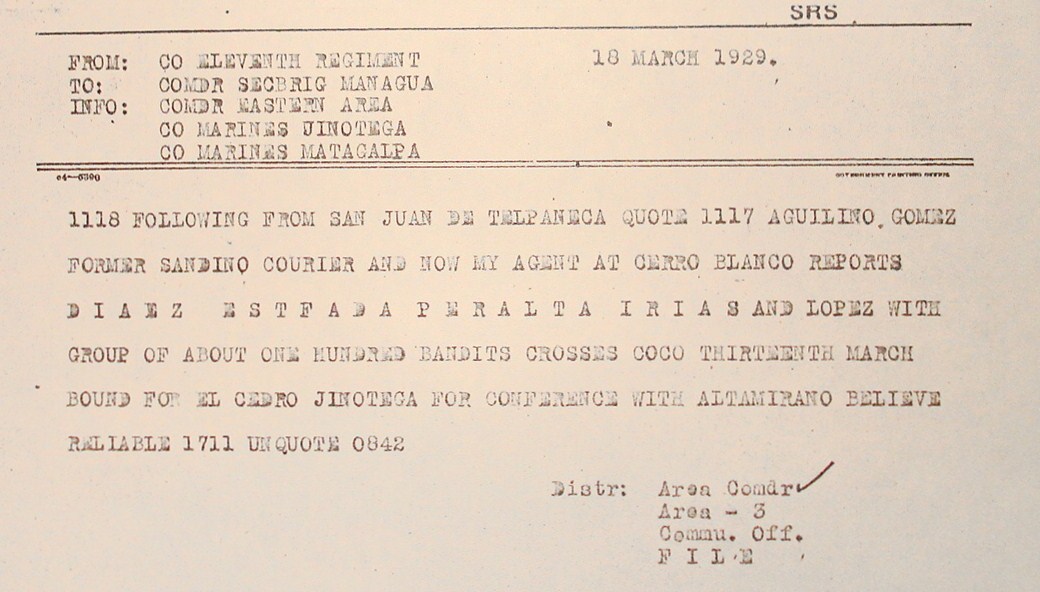 SRS
FROM: CO ELEVENTH REGIMENT 18 MARCH 1929.
TO: COMDR SECBRIG MANAGUA
INFO: COMDR EASTERN AREA
CO MARINES JINOTEGA
CO MARINES MATAGALPA
GOVERNMENT PRINTING OFFICE
1118 FOLLOWING FROM SAN JUAN DE TELPANECA QUOTE 1117 AGUILINO GOMEZ
FORMER SANDINO COURIER AND NOW MY AGENT AT CERRO BLANCO REPORTS
D I A E Z E S T F A D A P E R A L T A I R I A S AND LOPEZ WITH
GROUP OF ABOUT ONE HUNDRED BANDITS CROSSES COCO THIRTEENTH MARCH
BOUND FOR EL CEDRO JINOTEGA FOR CONFERENCE WITH ALTAMIRANO BELIEVE
RELIABLE 1711 UNQUOTE 0842
Distr: Area Comdr
Area - 3
Commu. Off.
F I L E